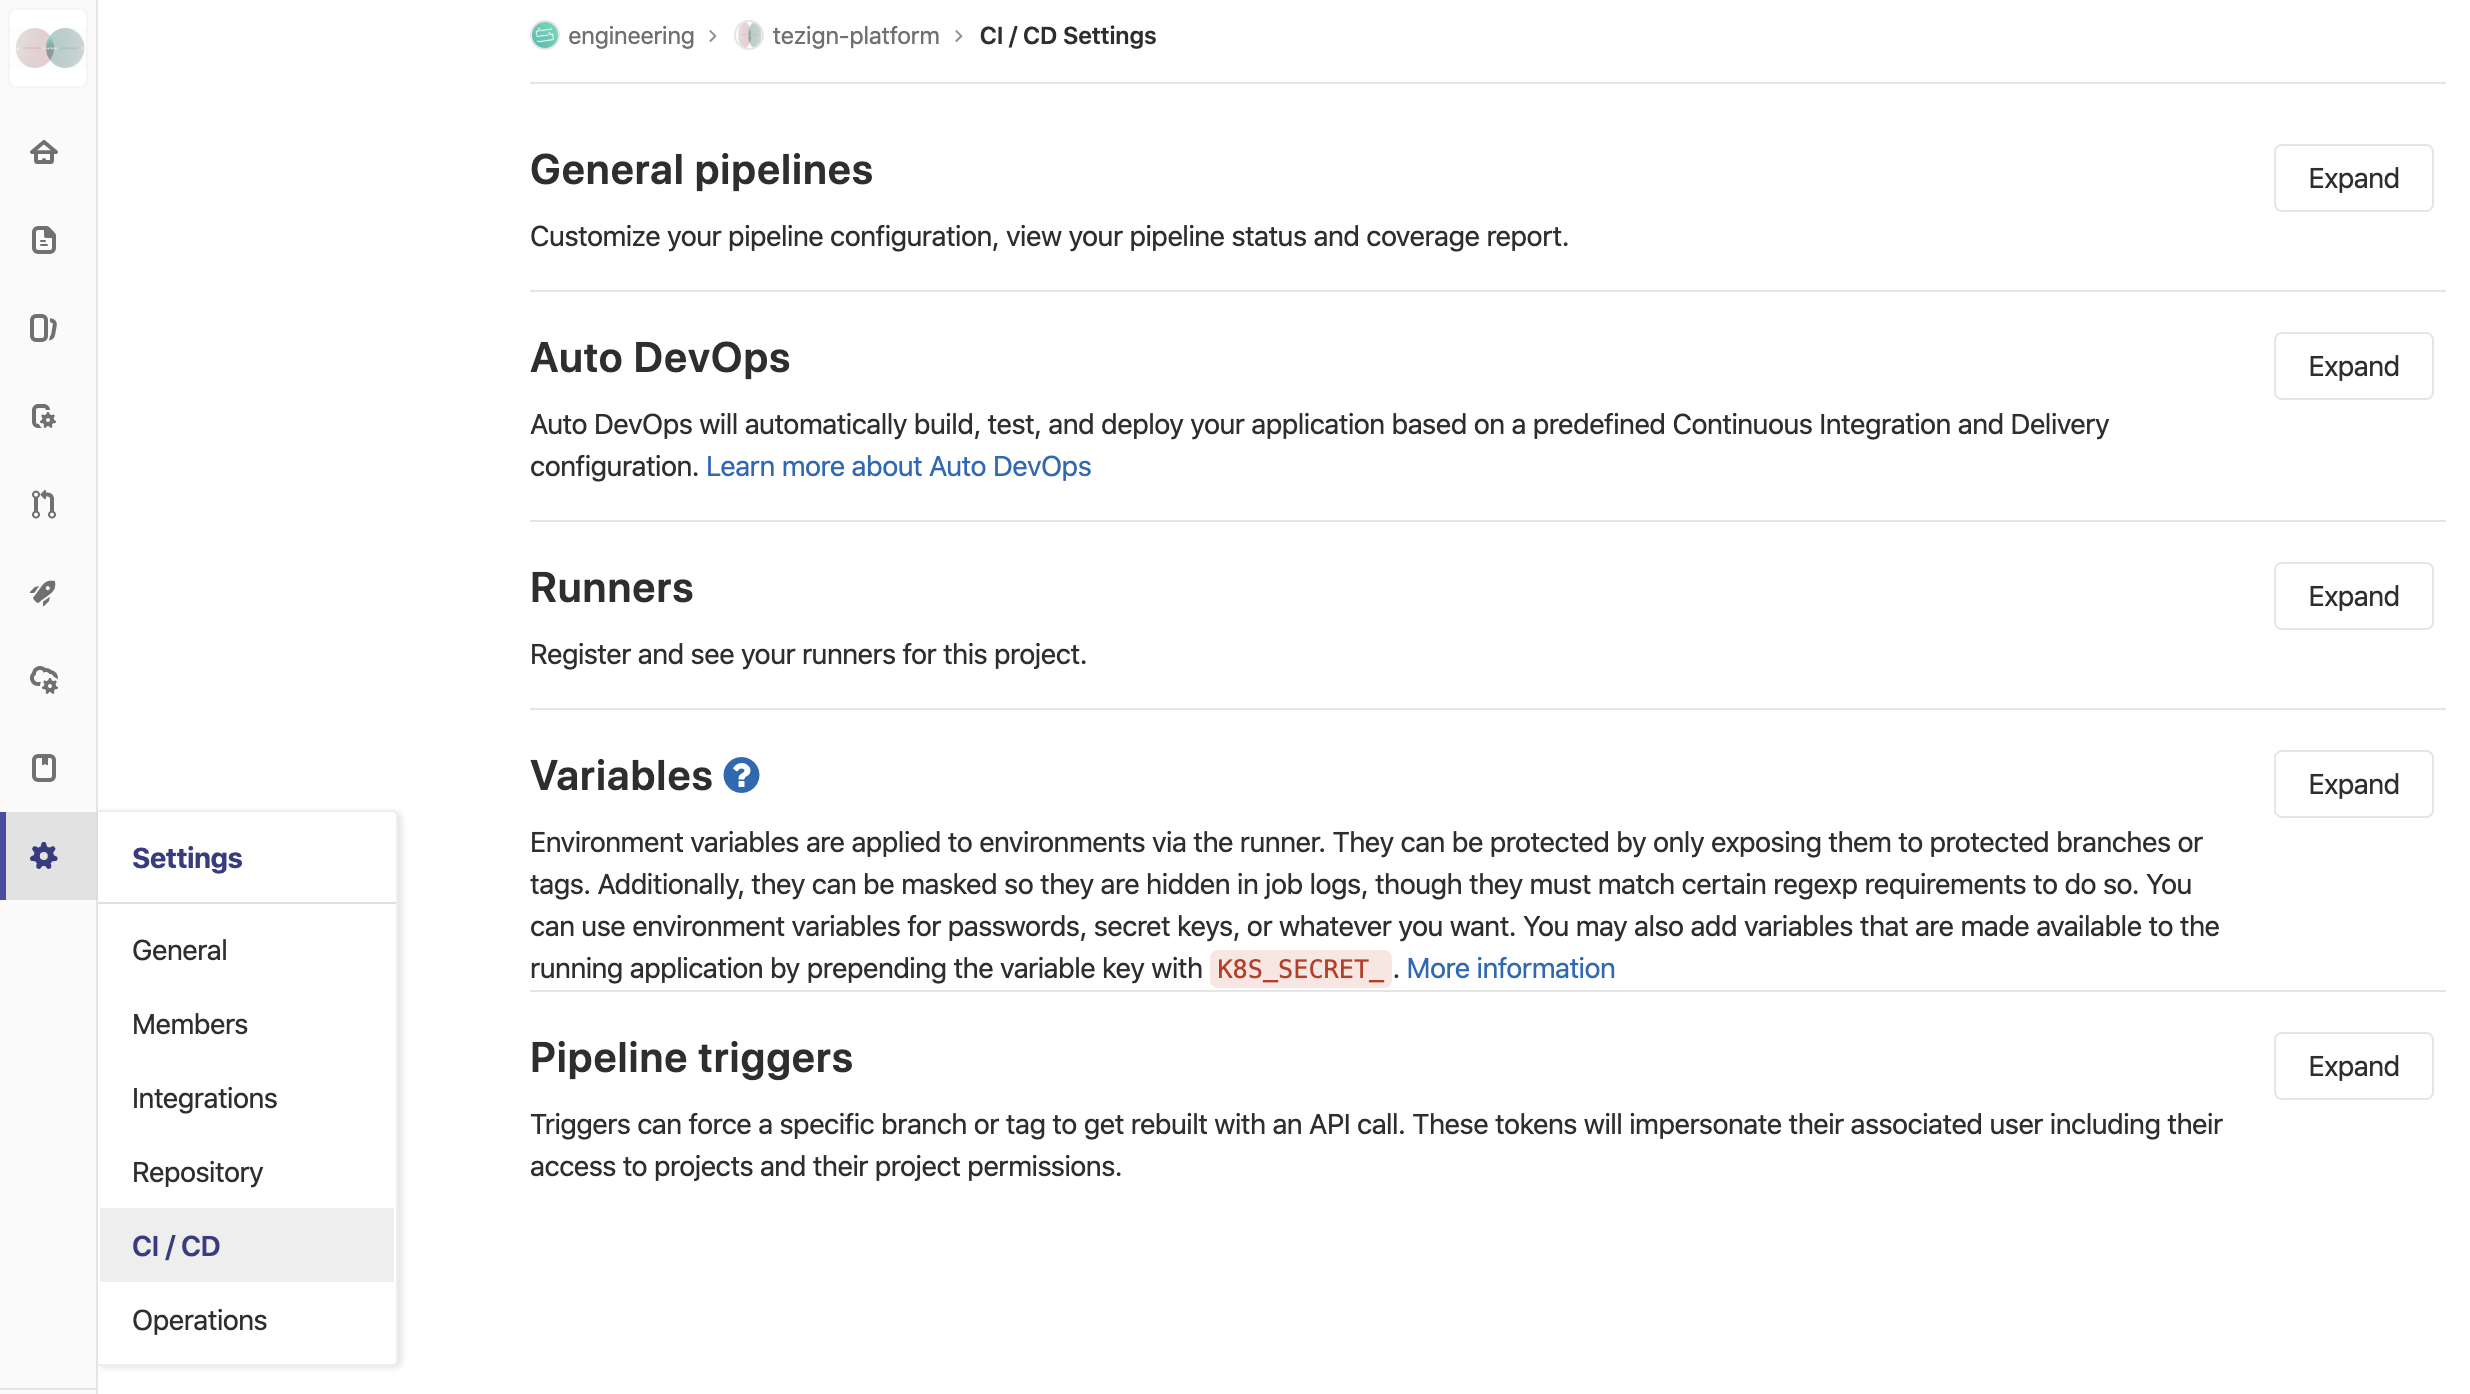 engineering > tezign-platform > CI / CD Settings
General pipelines
Expand
Customize your pipeline configuration, view your pipeline status and coverage report.
Auto DevOps
Expand
Auto DevOps will automatically build, test, and deploy your application based on a predefined Continuous Integration and Delivery
configuration. Learn more about Auto DevOps
Runners
Expand
Register and see your runners for this project.
Variables ?
Expand
Environment variables are applied to environments via the runner. They can be protected by only exposing them to protected branches or
tags. Additionally, they can be masked so they are hidden in job logs, though they must match certain regexp requirements to do so. You
can use environment variables for passwords, secret keys, or whatever you want. You may also add variables that are made available to the
running application by prepending the variable key with K8S_SECRET_ . More information
Pipeline triggers
Expand
Triggers can force a specific branch or tag to get rebuilt with an API call. These tokens will impersonate their associated user including their
access to projects and their project permissions.
Settings
General
Members
Integrations
Repository
CI / CD
Operations